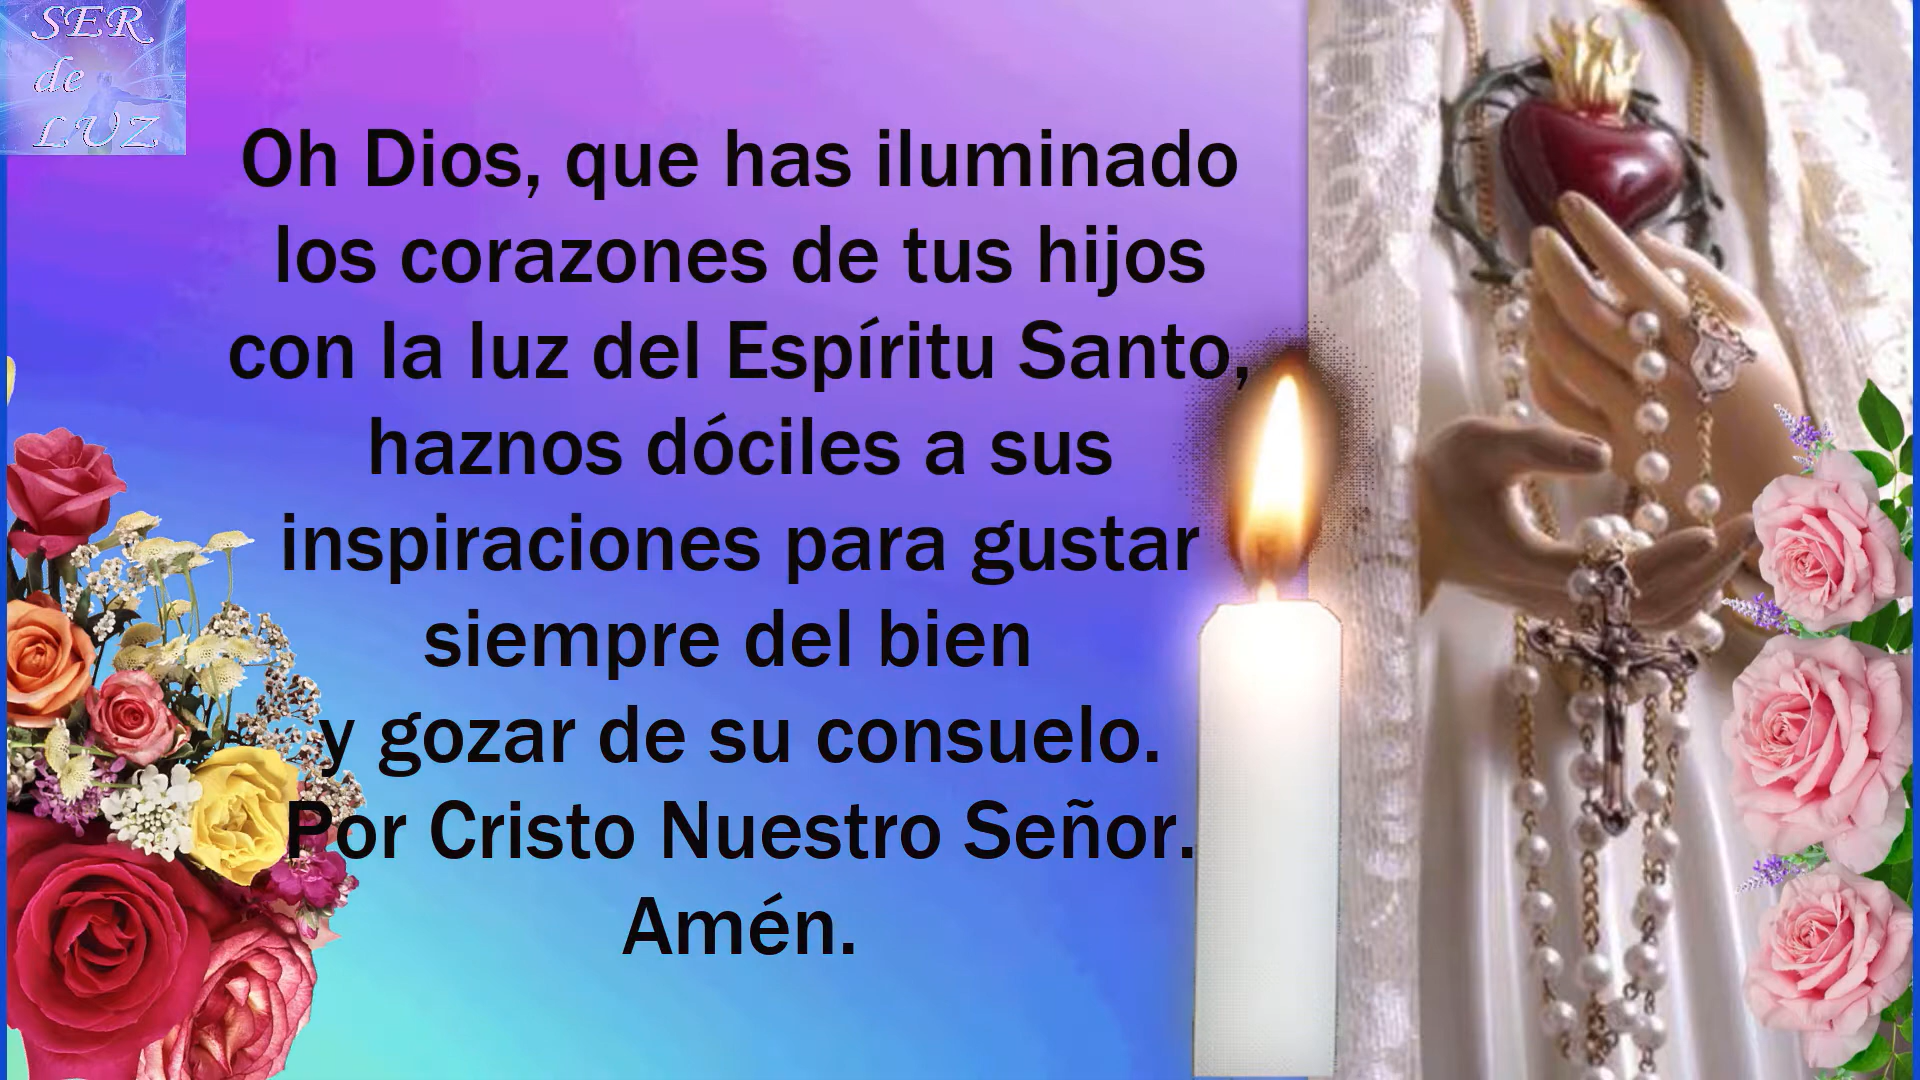 SER
de
LUZ
Oh Dios, que has iluminado
los corazones de tus hijos
con la luz del Espíritu Santo,
haznos dóciles a sus
inspiraciones para gustar
siempre del bien
y gozar de su consuelo.
Por Cristo Nuestro Señor.
Amén.